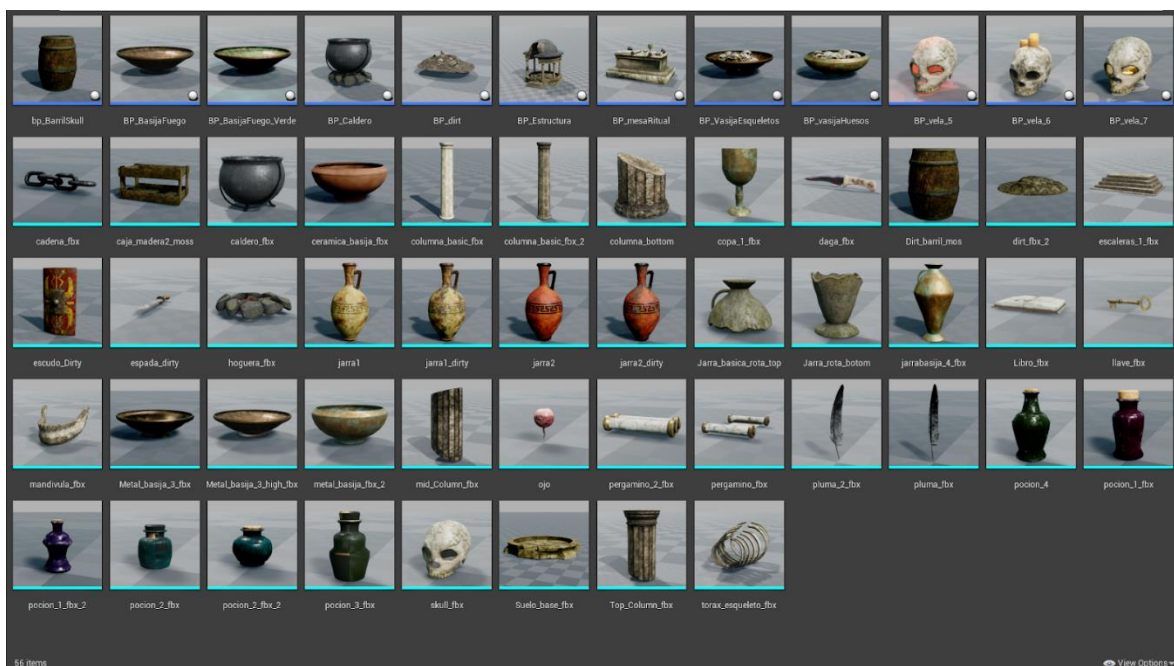 bp_BarrilSkull BP_BasijaFuego BP_BasijaFuego_Verde BP_Caldero BP_dirt BP_Estructura BP_mesaRitual BP_VasijaEsqueletos BP_vasijaHuesos BP_vela_5 BP_vela_6 BP_vela_7
cadena_fbx caja_madera2_moss caldero_fbx ceramica_basija_fbx columna_basic_fbx columna_basic_fbx_2 columna_bottom copa_1_fbx daga_fbx Dirt_barril_mos dirt_fbx_2 escaleras_1_fbx
escudo_Dirty espada_dirty hoguera_fbx jarra1 jarra1_dirty jarra2 jarra2_dirty Jarra_basica_rota_top Jarra_rota_botom jarrabasija_4_fbx Libro_fbx llave_fbx
mandivula_fbx Metal_basija_3_fbx Metal_basija_3_high_fbx metal_basija_fbx_2 mid_Column_fbx ojo pergamino_2_fbx pergamino_fbx pluma_2_fbx pluma_fbx pocion_4 pocion_1_fbx
pocion_1_fbx_2 pocion_2_fbx pocion_2_fbx_2 pocion_3_fbx skull_fbx Suelo_base_fbx Top_Column_fbx torax_esqueleto_fbx
56 items View Options